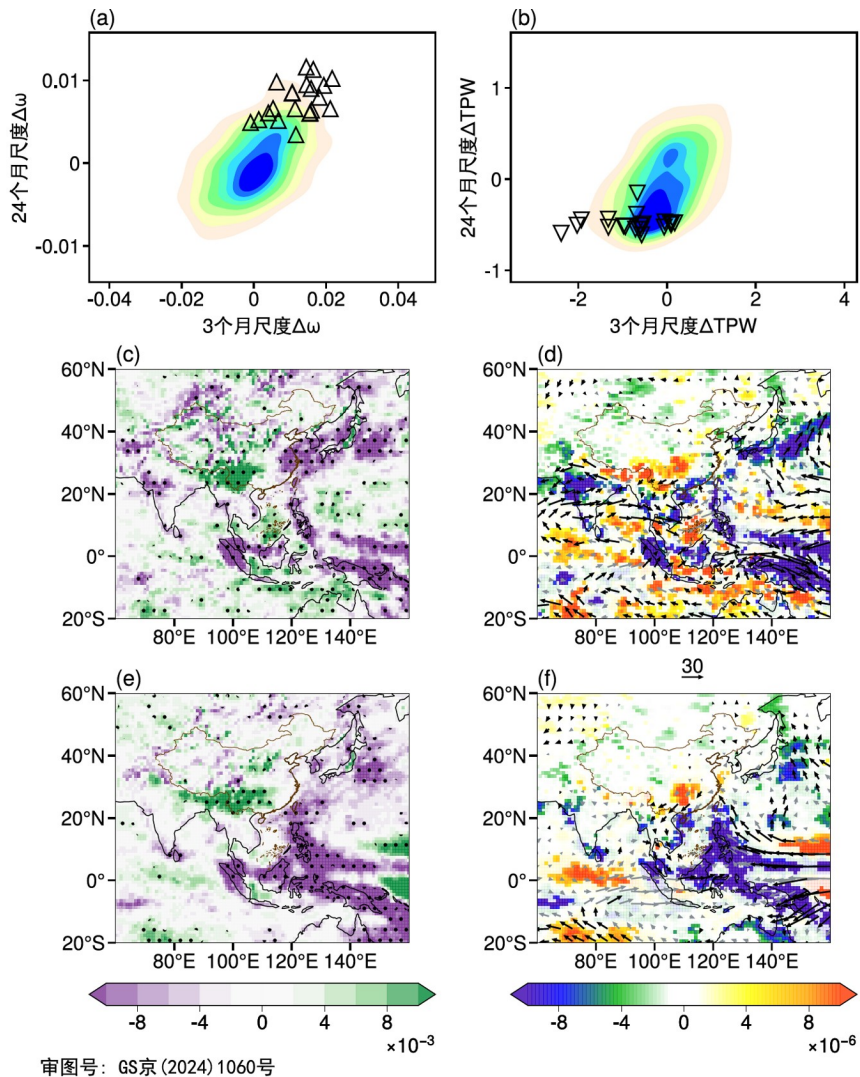 (a) (b)
24个月尺度Δω
0.01
0
-0.01
-0.04 -0.02 0 0.02 0.04
3个月尺度Δω
24个月尺度ΔTPW
1
0
-1
-2 0 2 4
3个月尺度ΔTPW
(c) (d)
60°N 60°N
40°N 40°N
20°N 20°N
0° 0°
20°S 20°S
80°E 100°E 120°E 140°E 80°E 100°E 120°E 140°E
30
(e) (f)
60°N 60°N
40°N 40°N
20°N 20°N
0° 0°
20°S 20°S
80°E 100°E 120°E 140°E 80°E 100°E 120°E 140°E
-8 -4 0 4 8 -8 -4 0 4 8
×10⁻³ ×10⁻⁶
审图号: GS京(2024)1060号